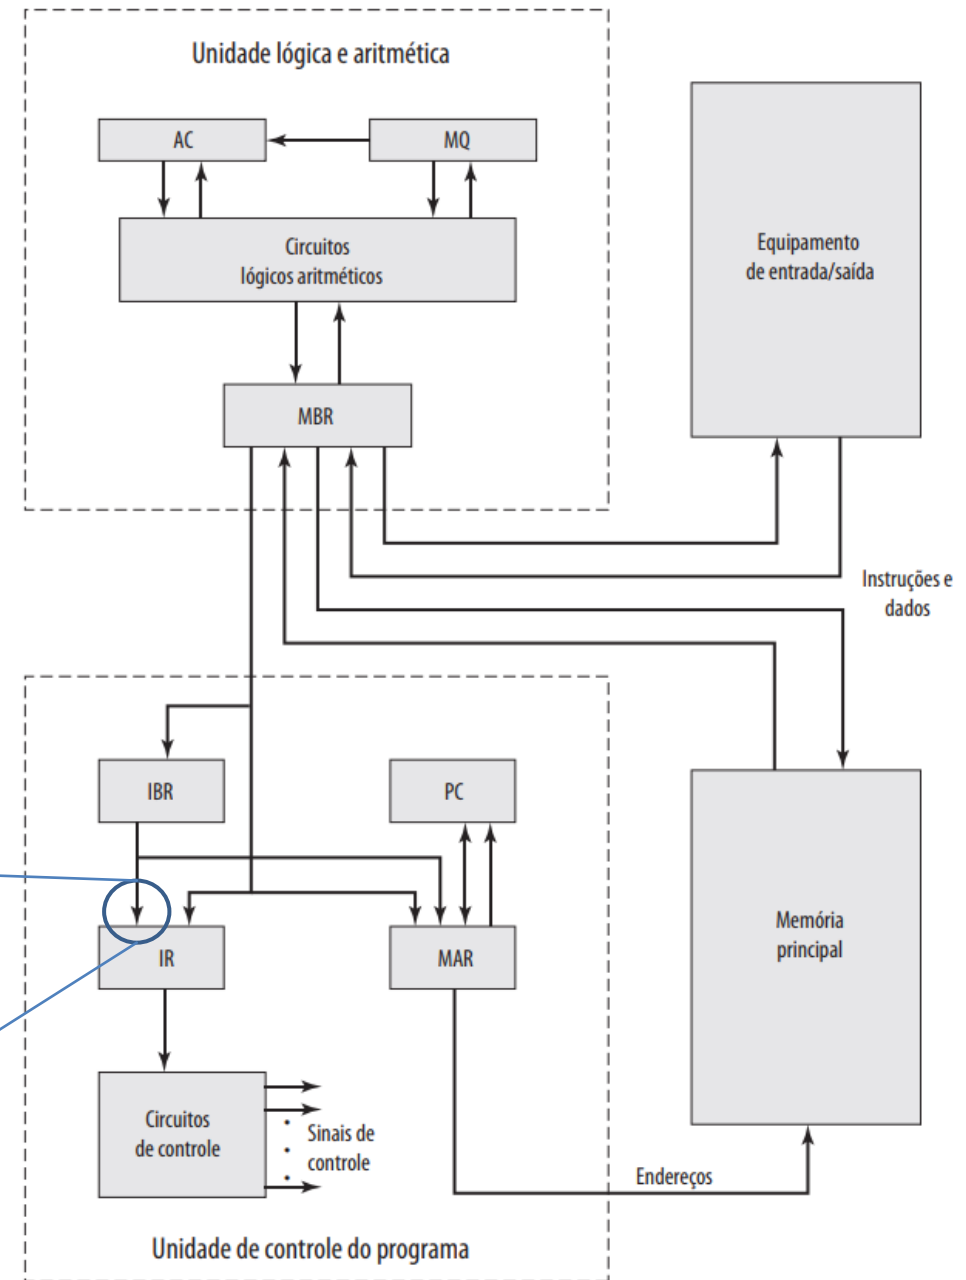 Unidade lógica e aritmética
AC
MQ
Circuitos
lógicos aritméticos
Equipamento
de entrada/saída
MBR
Instruções e
dados
IBR
PC
IR
MAR
Memória
principal
Circuitos
de controle
Sinais de
controle
Endereços
Unidade de controle do programa